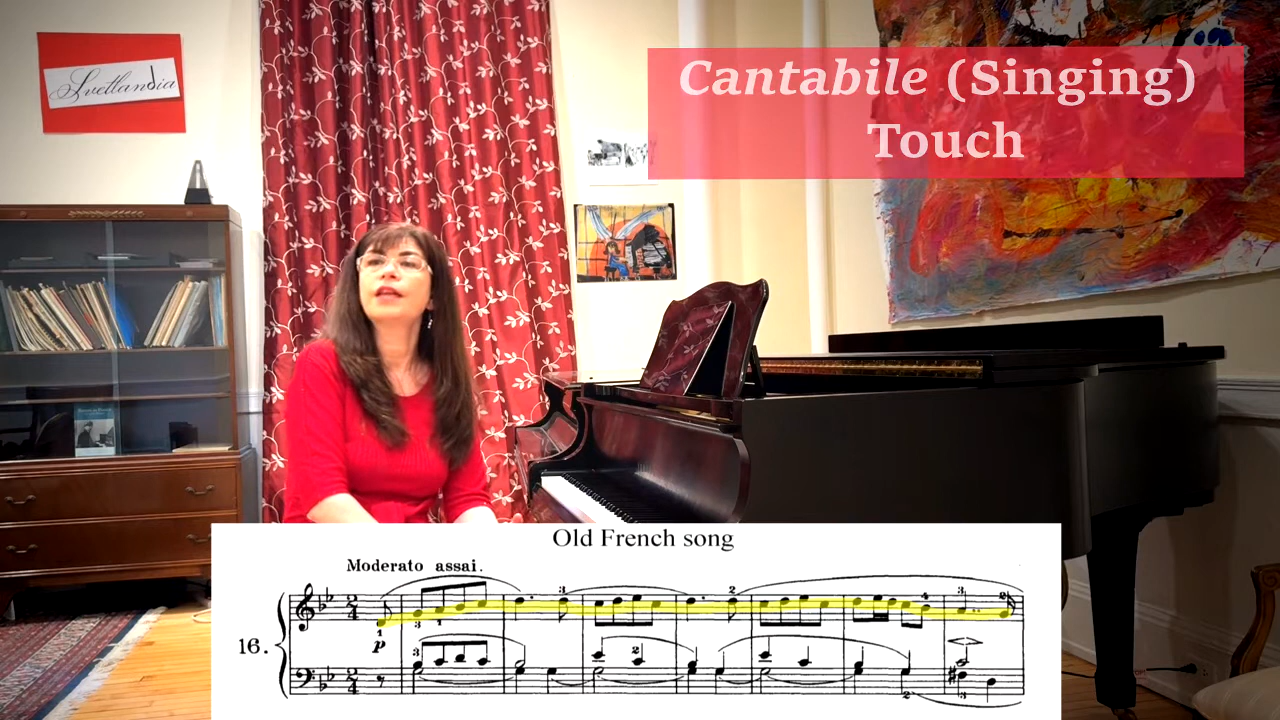 Svetlandia
Cantabile (Singing)
Touch
Old French song
Moderato assai.
16.
p